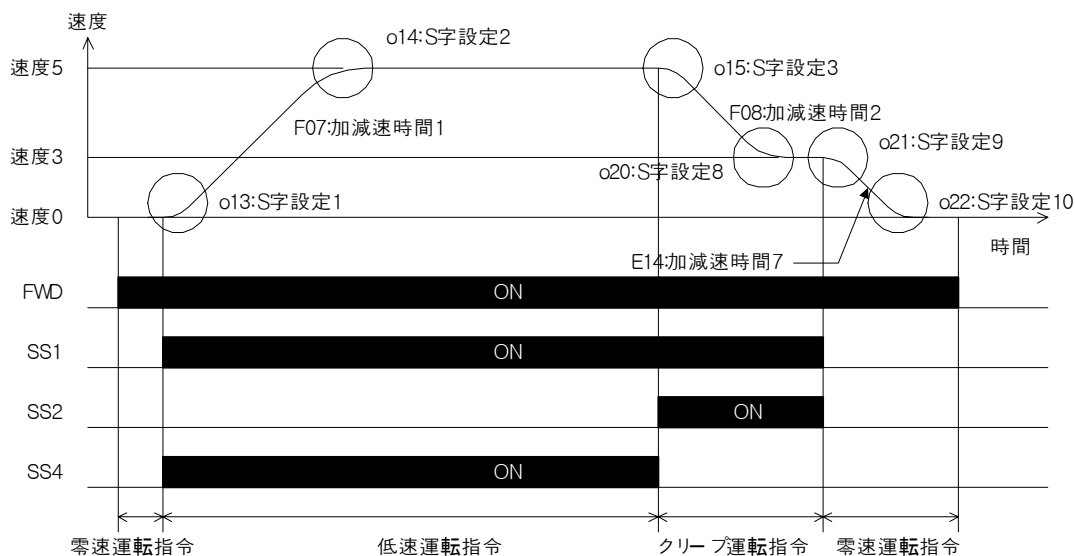 速度
o14:S字設定2
速度5
o15:S字設定3
F07:加減速時間1
F08:加減速時間2
o21:S字設定9
速度3
o20:S字設定8
o13:S字設定1
o22:S字設定10
速度0
時間
E14:加減速時間7
FWD
ON
SS1
ON
SS2
ON
SS4
ON
零速運転指令
低速運転指令
クリープ運転指令
零速運転指令